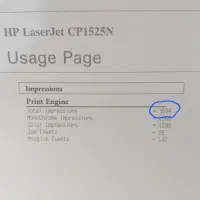 HP LaserJet CP1525N
Usage Page
Impressions
Print Engine
Total Impressions =
Monochrome Impressions =
Color Impressions =
Jam Events =
Mispick Events =